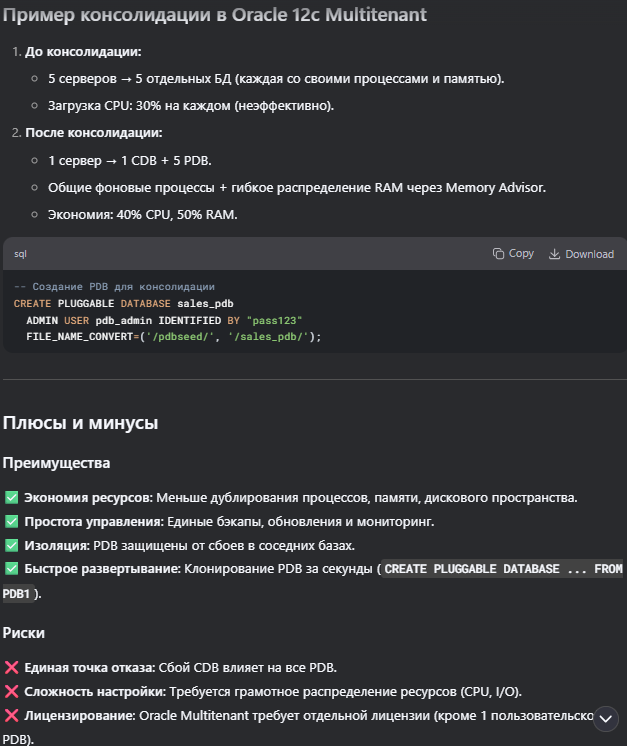 Пример консолидации в Oracle 12c Multitenant
1. До консолидации:
5 серверов → 5 отдельных БД (каждая со своими процессами и памятью).
Загрузка CPU: 30% на каждом (неэффективно).
2. После консолидации:
1 сервер → 1 CDB + 5 PDB.
Общие фоновые процессы + гибкое распределение RAM через Memory Advisor.
Экономия: 40% CPU, 50% RAM.
sql Copy Download
-- Создание PDB для консолидации
CREATE PLUGGABLE DATABASE sales_pdb
ADMIN USER pdb_admin IDENTIFIED BY "pass123"
FILE_NAME_CONVERT=('/pdbseed/', '/sales_pdb/');
Плюсы и минусы
Преимущества
✅ Экономия ресурсов: Меньше дублирования процессов, памяти, дискового пространства.
✅ Простота управления: Единые бэкапы, обновления и мониторинг.
✅ Изоляция: PDB защищены от сбоев в соседних базах.
✅ Быстрое развертывание: Клонирование PDB за секунды (CREATE PLUGGABLE DATABASE ... FROM
PDB1).
Риски
❌ Единая точка отказа: Сбой CDB влияет на все PDB.
❌ Сложность настройки: Требуется грамотное распределение ресурсов (CPU, I/O).
❌ Лицензирование: Oracle Multitenant требует отдельной лицензии (кроме 1 пользовательско
PDB).